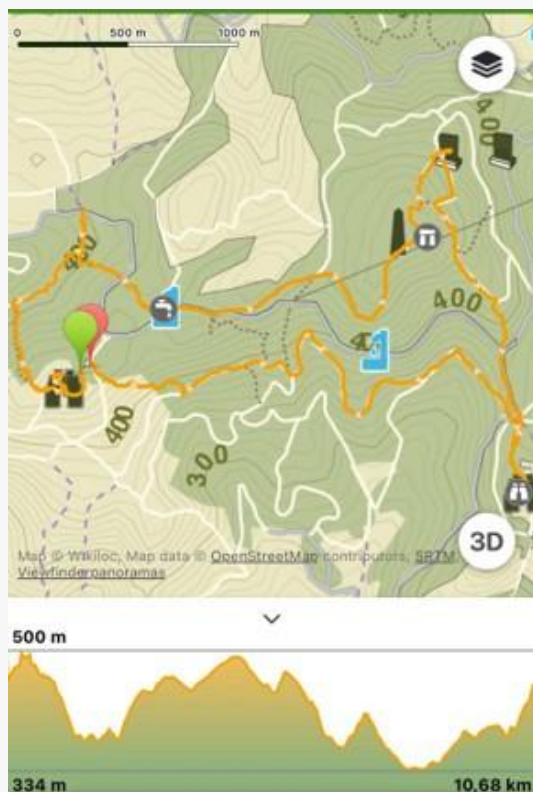 0 500 m 1000 m
400
400
400
400
300
3D
Map © Wikiloc, Map data © OpenStreetMap contributors, SRTM,
Viewfinderpanoramas
500 m
334 m 10,68 km